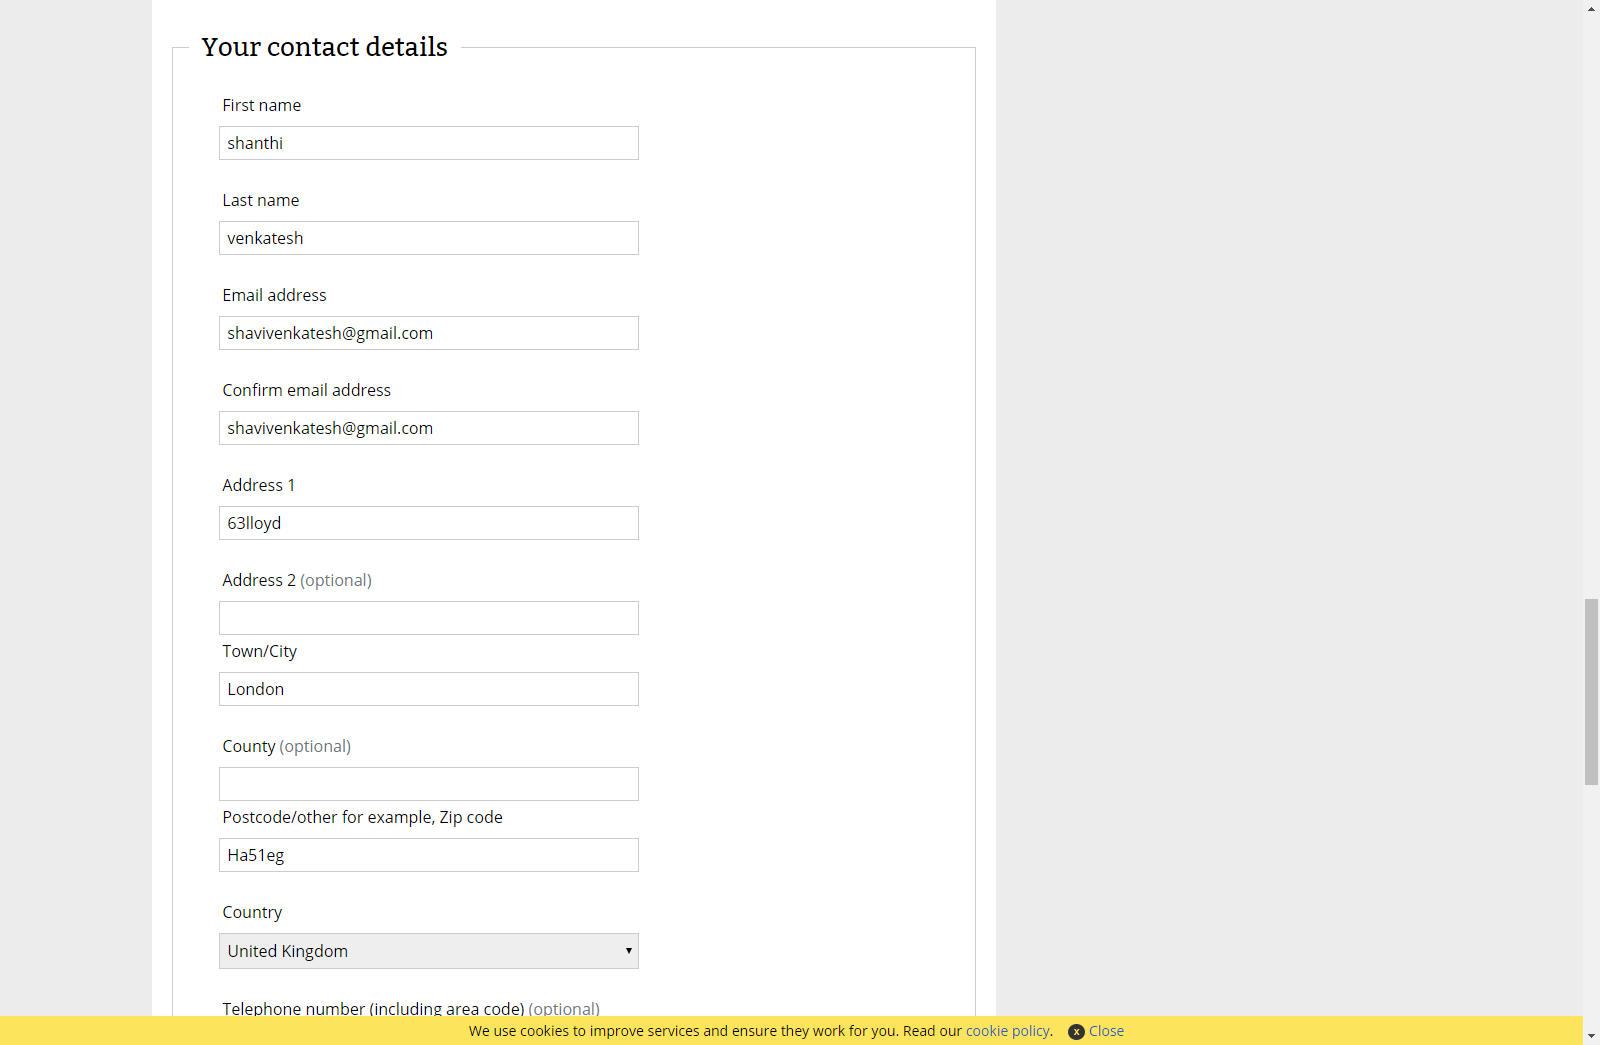 Your contact details
First name
shanthi
Last name
venkatesh
Email address
shavivenkatesh@gmail.com
Confirm email address
shavivenkatesh@gmail.com
Address 1
63lloyd
Address 2 (optional)
Town/City
London
County (optional)
Postcode/other for example, Zip code
Ha51eg
Country
United Kingdom
Telephone number (including area code) (optional)
We use cookies to improve services and ensure they work for you. Read our cookie policy. x Close